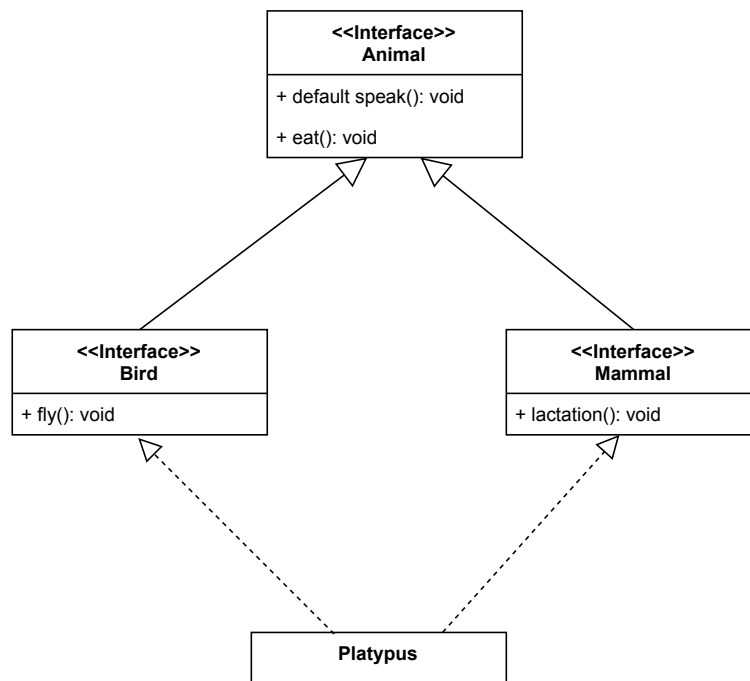 <<Interface>>
Animal
+ default speak(): void
+ eat(): void
<<Interface>>
Bird
+ fly(): void
<<Interface>>
Mammal
+ lactation(): void
Platypus